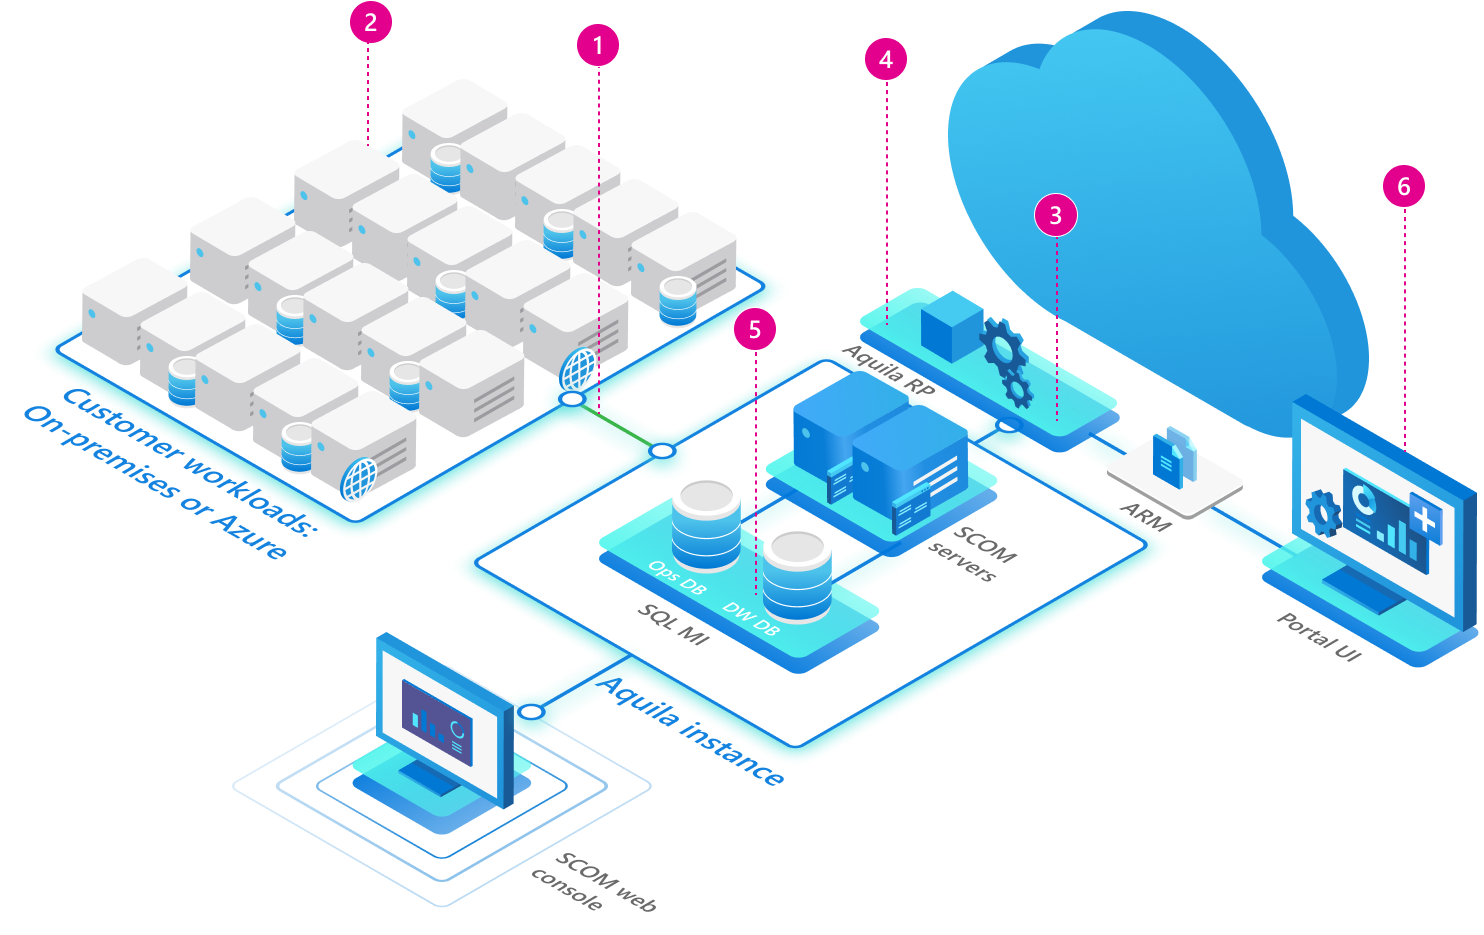 2
1
4
3
6
5
Aquila RP
Customer workloads:
On-premises or Azure
ARM
SCOM
servers
Ops DB
DW DB
SQL MI
Portal UI
Aquila instance
SCOM web
console